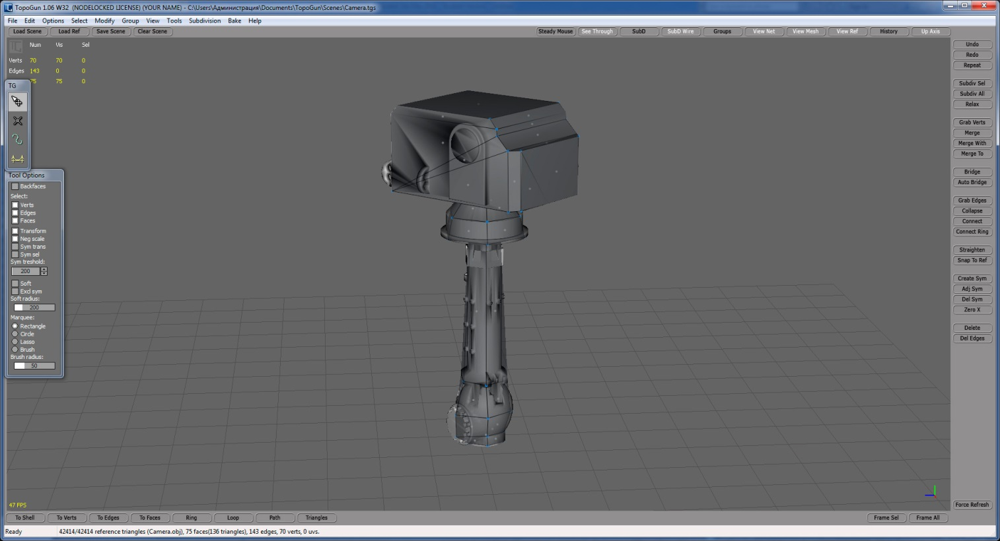 TopoGun 1.06 W32 (NODELOCKED LICENSE) (YOUR NAME) - C:\Users\Администрация\Documents\TopoGun\Scenes\Camera.tgs
File Edit Options Select Modify Group View Tools Subdivision Bake Help
Load Scene Load Ref Save Scene Clear Scene Steady Mouse See Through SubD SubD Wire Groups View Net View Mesh View Ref History Up Axis
Num Vis Sel
Verts 70 70 0
Edges 143 0 0
75 75 0
TG
Tool Options
Backfaces
Select:
Verts
Edges
Faces
Transform
Neg scale
Sym trans
Sym sel
Sym treshold:
200
Soft
Excl sym
Soft radius:
200
Marquee:
Rectangle
Circle
Lasso
Brush
Brush radius:
50
Undo
Redo
Repeat
Subdiv Sel
Subdiv All
Relax
Grab Verts
Merge
Merge With
Merge To
Bridge
Auto Bridge
Grab Edges
Collapse
Connect
Connect Ring
Straighten
Snap To Ref
Create Sym
Adj Sym
Del Sym
Zero X
Delete
Del Edges
Force Refresh
47 FPS
To Shell To Verts To Edges To Faces Ring Loop Path Triangles Frame Sel Frame All
Ready 42414/42414 reference triangles (Camera.obj), 75 faces(136 triangles), 143 edges, 70 verts, 0 uvs.